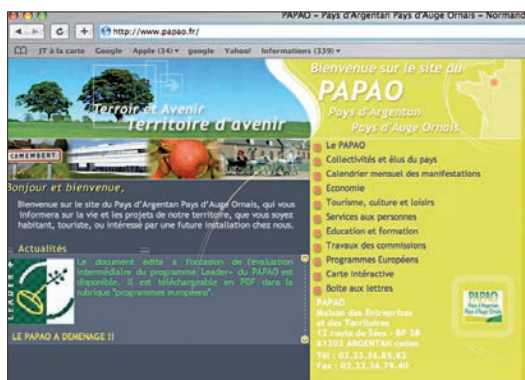 PAPAO – Pays d'Argentan Pays d'Auge Ornais – Normand
http://www.papao.fr/
JT à la carte Google Apple (34) google Yahoo! Informations (339)
Terroir et Avenir
Territoire d'avenir
CAMEMBERT
Bonjour et bienvenue,
Bienvenue sur le site du Pays d'Argentan Pays d'Auge Ornais, qui vous
informera sur la vie et les projets de notre territoire, que vous soyez
habitant, touriste, ou intéressé par une future installation chez nous.
Actualités
LEADER+
Le document édité à l'occasion de l'évaluation
intermédiaire du programme Leader+ du PAPAO est
disponible. Il est téléchargeable en PDF dans la
rubrique "programmes européens".
LE PAPAO A DEMENAGE !!
Bienvenue sur le site du
PAPAO
Pays d'Argentan
Pays d'Auge Ornais
Le PAPAO
Collectivités et élus du pays
Calendrier mensuel des manifestations
Economie
Tourisme, culture et loisirs
Services aux personnes
Education et formation
Travaux des commissions
Programmes Européens
Carte Intéractive
Boite aux lettres
PAPAO
Maison des Entreprises
et des Territoires
12 route de Sées - BP 38
61203 ARGENTAN cedex
Tél : 02.33.36.85.83
Fax : 02.33.36.79.40
PAPAO
Pays d'Argentan
Pays d'Auge Ornais